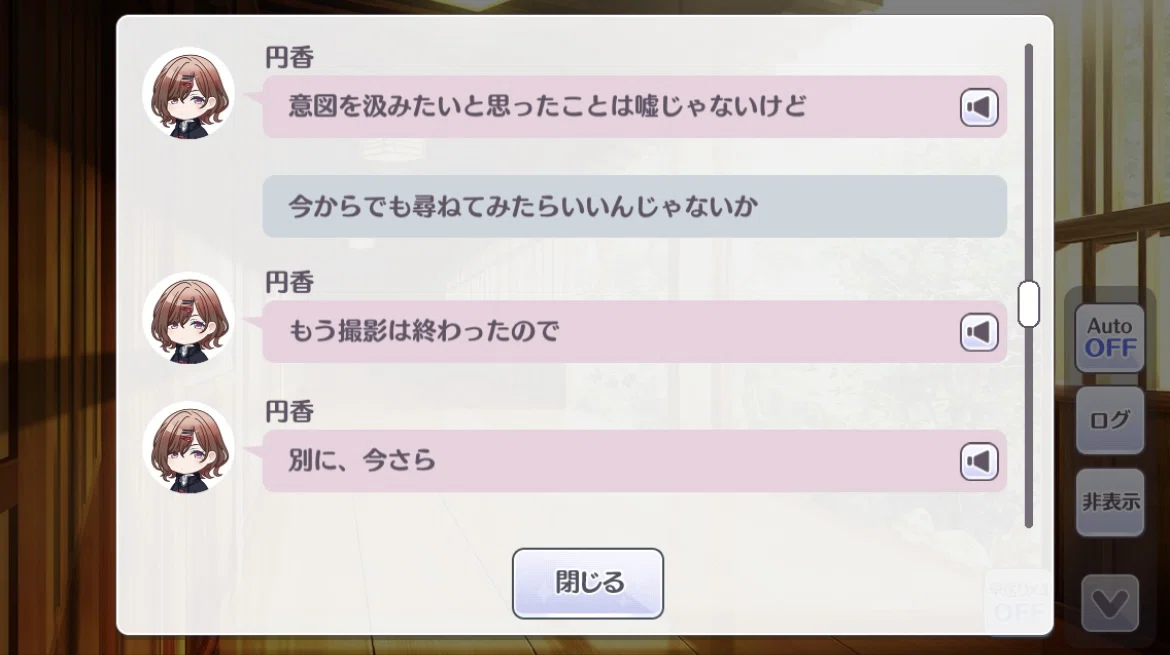 円香
意図を汲みたいと思ったことは嘘じゃないけど
今からでも尋ねてみたらいいんじゃないか
円香
もう撮影は終わったので
円香
別に、今さら
閉じる
Auto
OFF
ログ
非表示
OFF